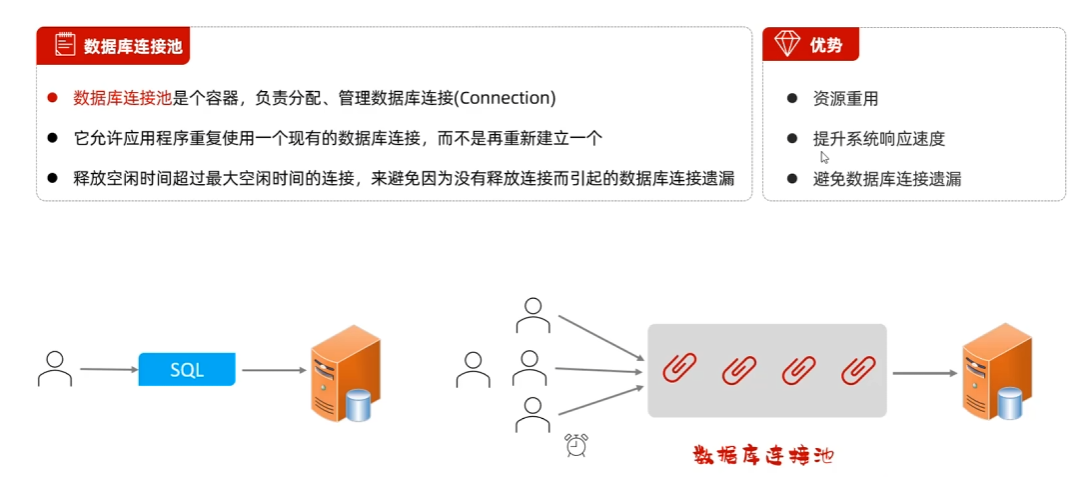 数据库连接池
数据库连接池是个容器，负责分配、管理数据库连接(Connection)
它允许应用程序重复使用一个现有的数据库连接，而不是再重新建立一个
释放空闲时间超过最大空闲时间的连接，来避免因为没有释放连接而引起的数据库连接遗漏
优势
资源重用
提升系统响应速度
避免数据库连接遗漏
SQL
数据库连接池